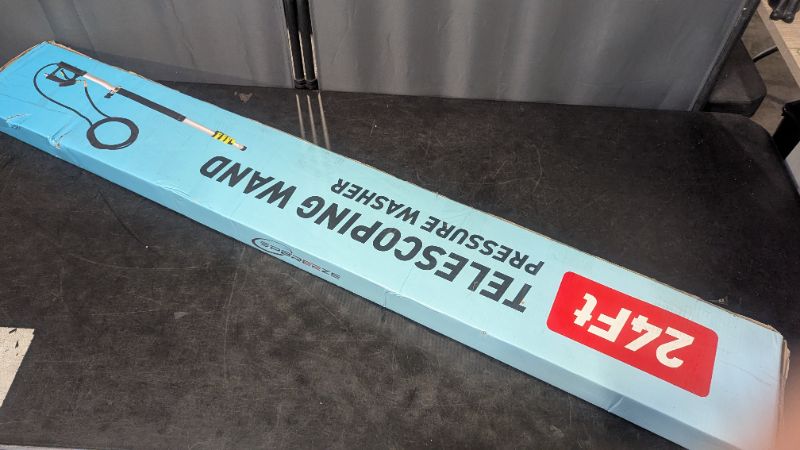 24Ft
TELESCOPING WAND
PRESSURE WASHER